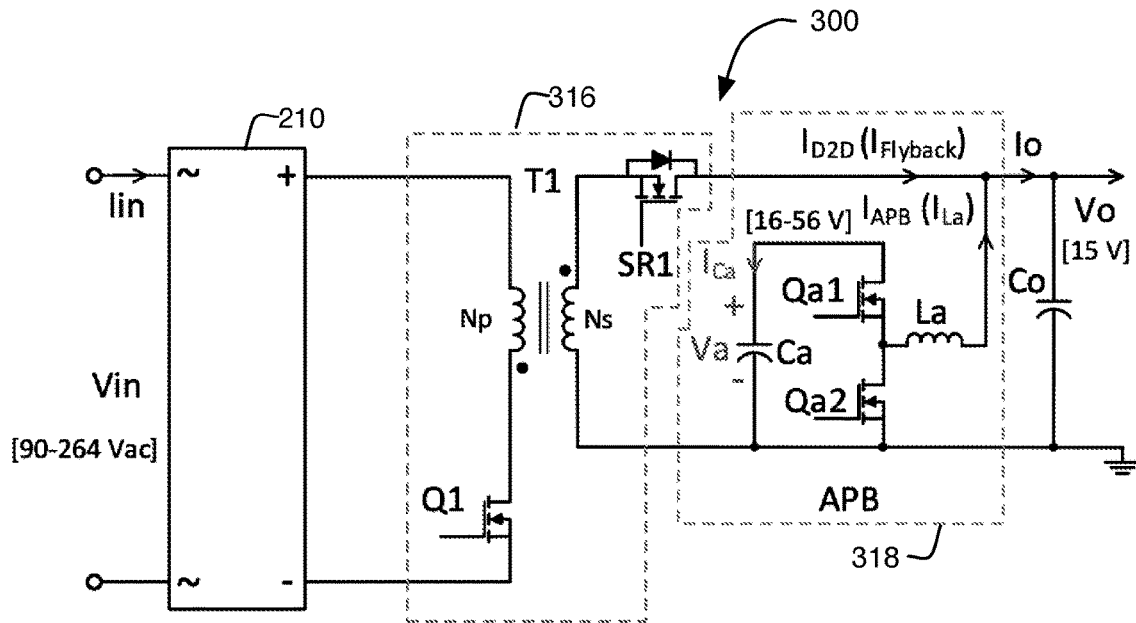 300
316
210
I_D2D (I_Flyback)
Io
T1
~
+
Iin
I_APB (I_La)
[16-56 V]
Vo
[15 V]
SR1
I_Ca
Qa1
Co
La
+
Np
Ns
Va
Ca
Vin
-
Qa2
[90-264 Vac]
Q1
APB
~
-
318